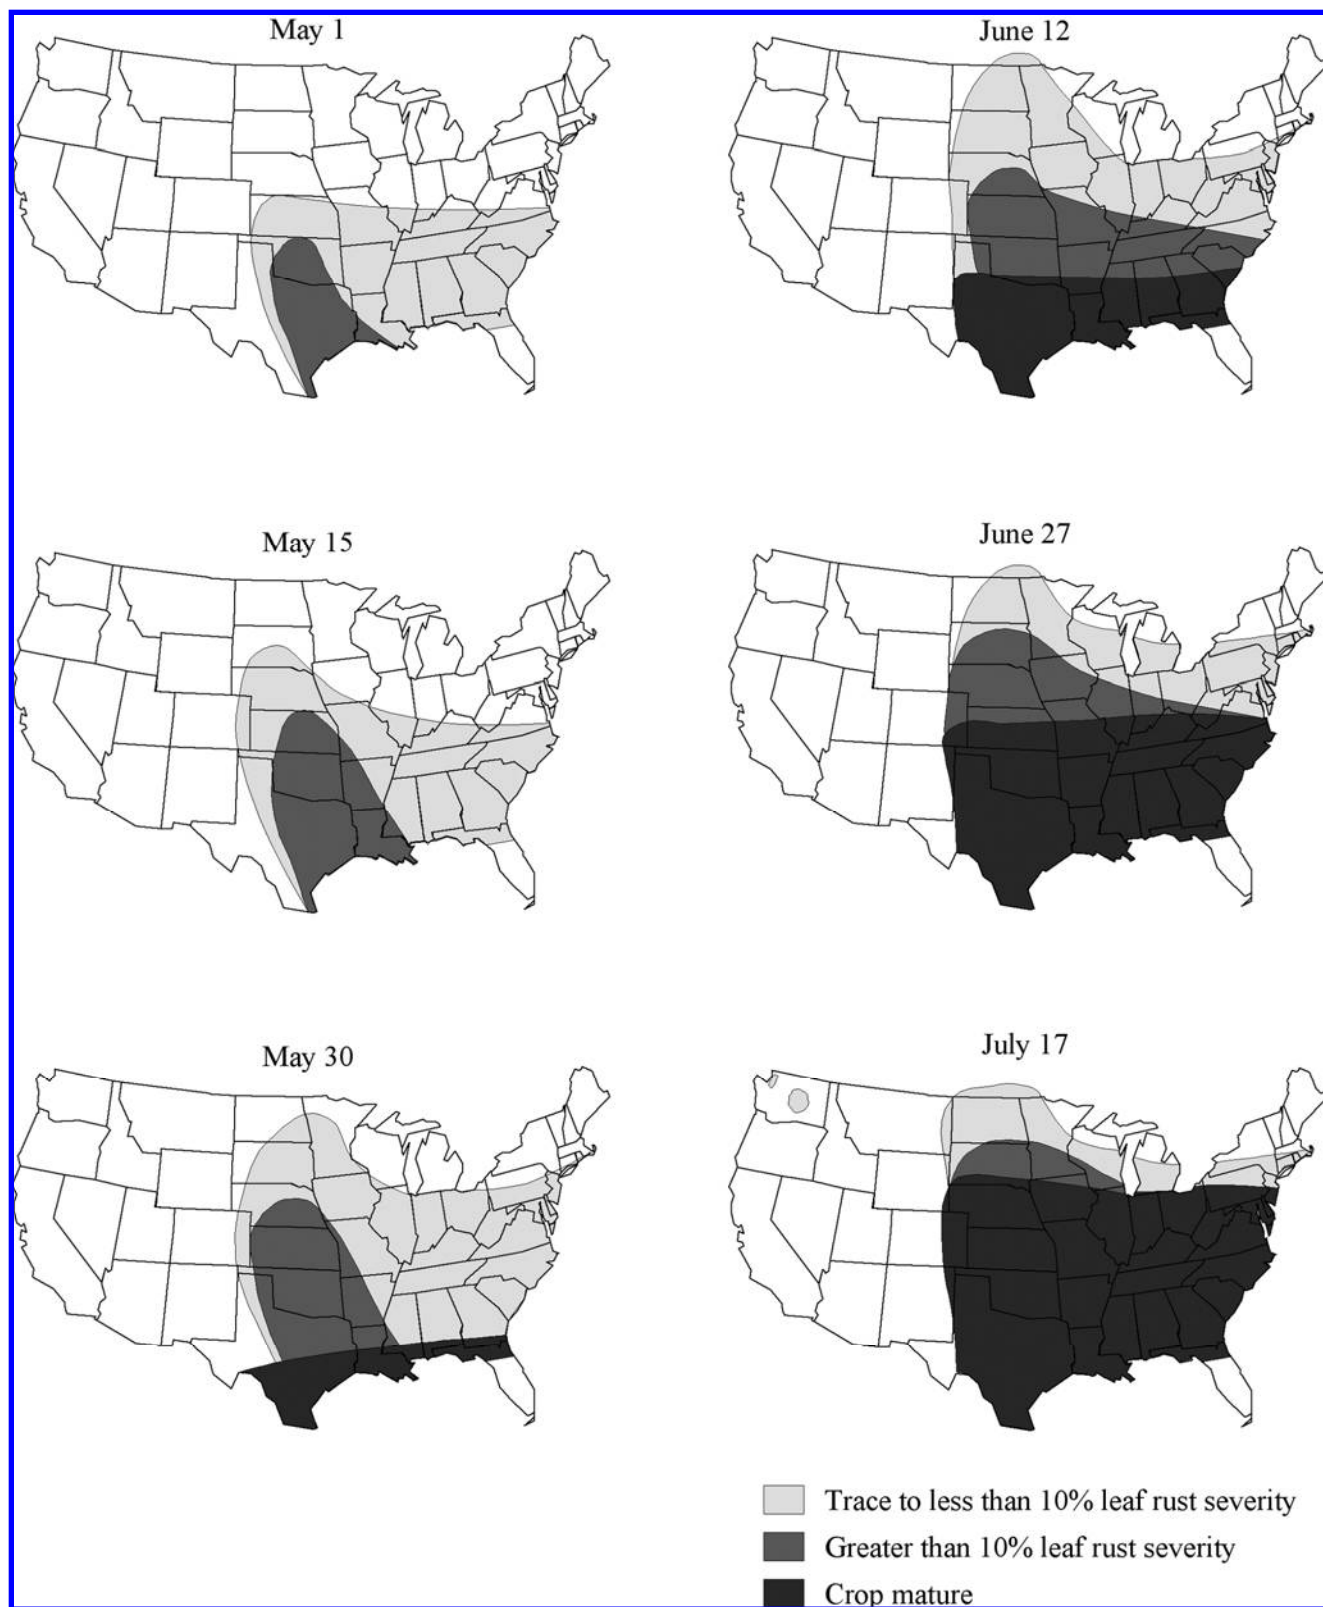 May 1
June 12
May 15
June 27
May 30
July 17
Trace to less than 10% leaf rust severity
Greater than 10% leaf rust severity
Crop mature